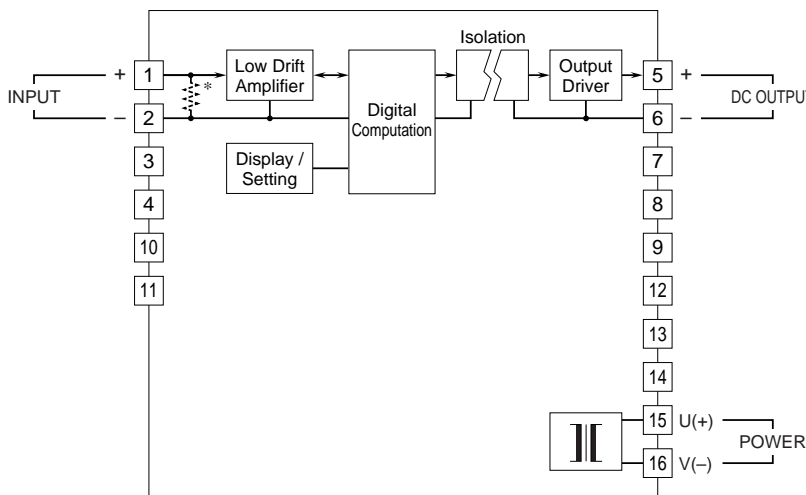 Isolation
INPUT
+
1
*
Low Drift
Amplifier
Digital
Computation
Output
Driver
5
+
DC OUTPUT
–
2
6
–
3
Display /
Setting
7
4
8
10
9
11
12
13
14
15
U(+)
POWER
16
V(–)